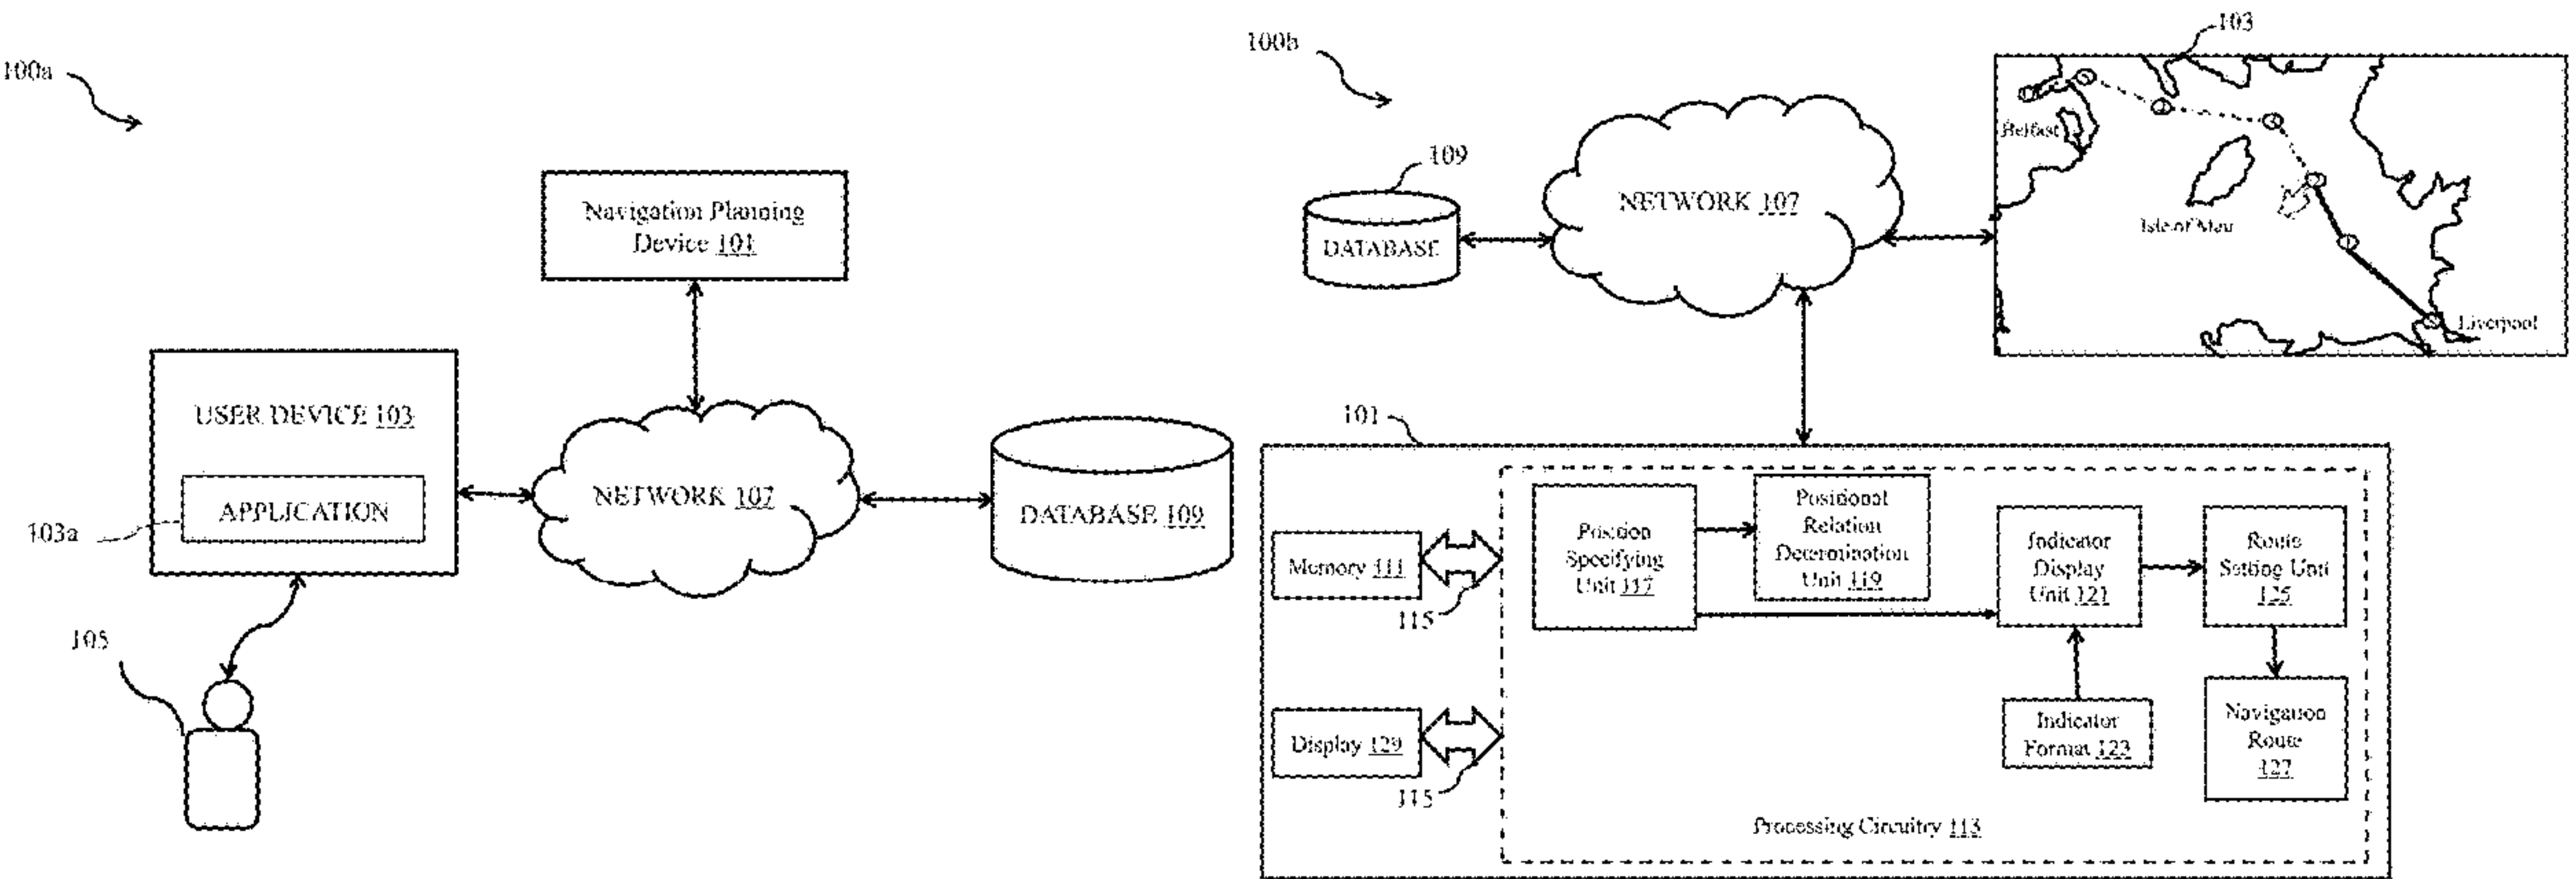 100a
Navigation Planning
Device 101
USER DEVICE 103
APPLICATION
103a
NETWORK 107
DATABASE 109
105
100b
103
109
DATABASE
NETWORK 107
Belfast
Isle of Man
Liverpool
101
Memory 111
115
Display 129
115
Position
Specifying
Unit 117
Positional
Relation
Determination
Unit 119
Indicator
Display
Unit 121
Route
Setting Unit
125
Indicator
Format 123
Navigation
Route
127
Processing Circuitry 113